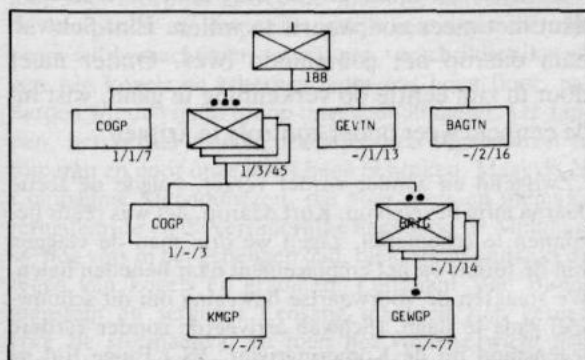 188
COGP
1/1/7
1/3/45
GEVTN
-/1/13
BAGTN
-/2/16
COGP
1/-/3
BRIG
-/1/14
KMGP
-/-/7
GEWGP
-/-/7